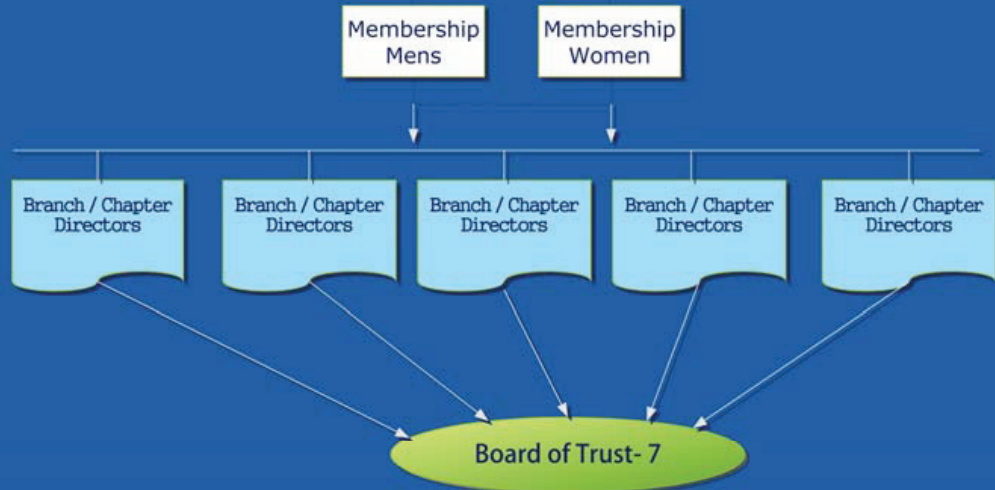 Membership
Mens
Membership
Women
Branch / Chapter
Directors
Branch / Chapter
Directors
Branch / Chapter
Directors
Branch / Chapter
Directors
Branch / Chapter
Directors
Board of Trust- 7